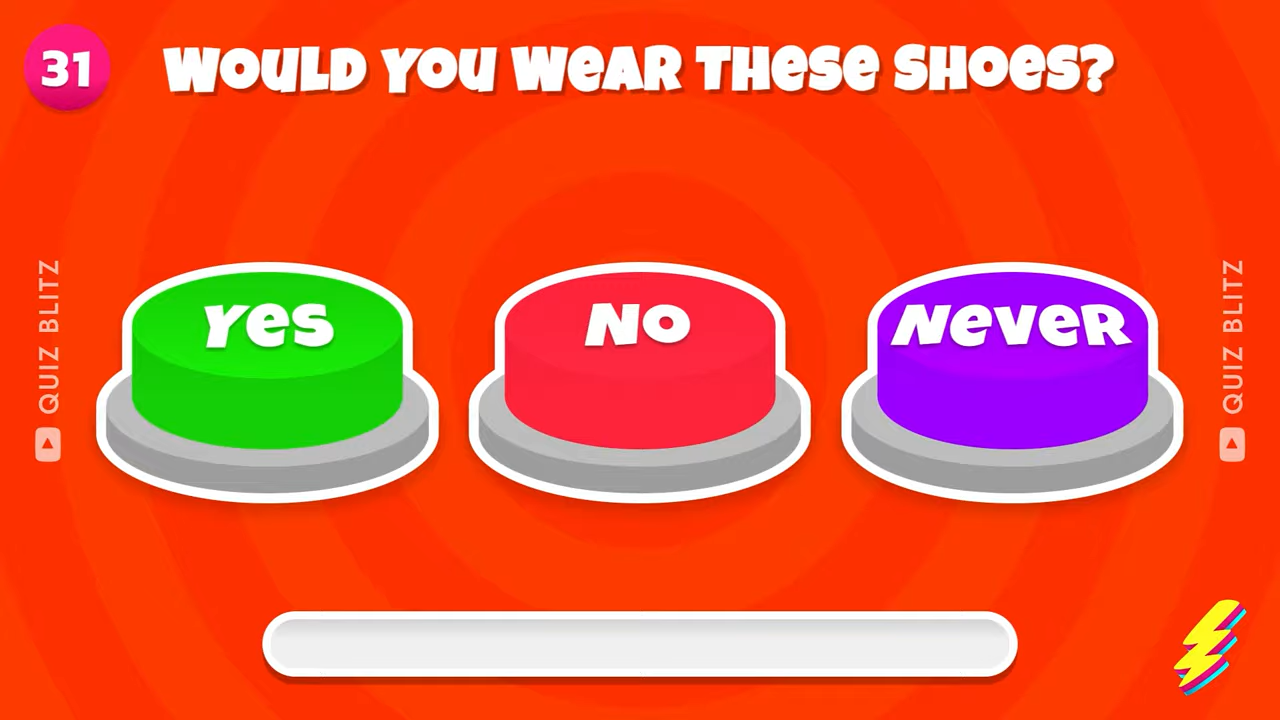 31
WOULD YOU WEAR THESE SHOES?
YES
NO
NEVER
QUIZ BLITZ
QUIZ BLITZ